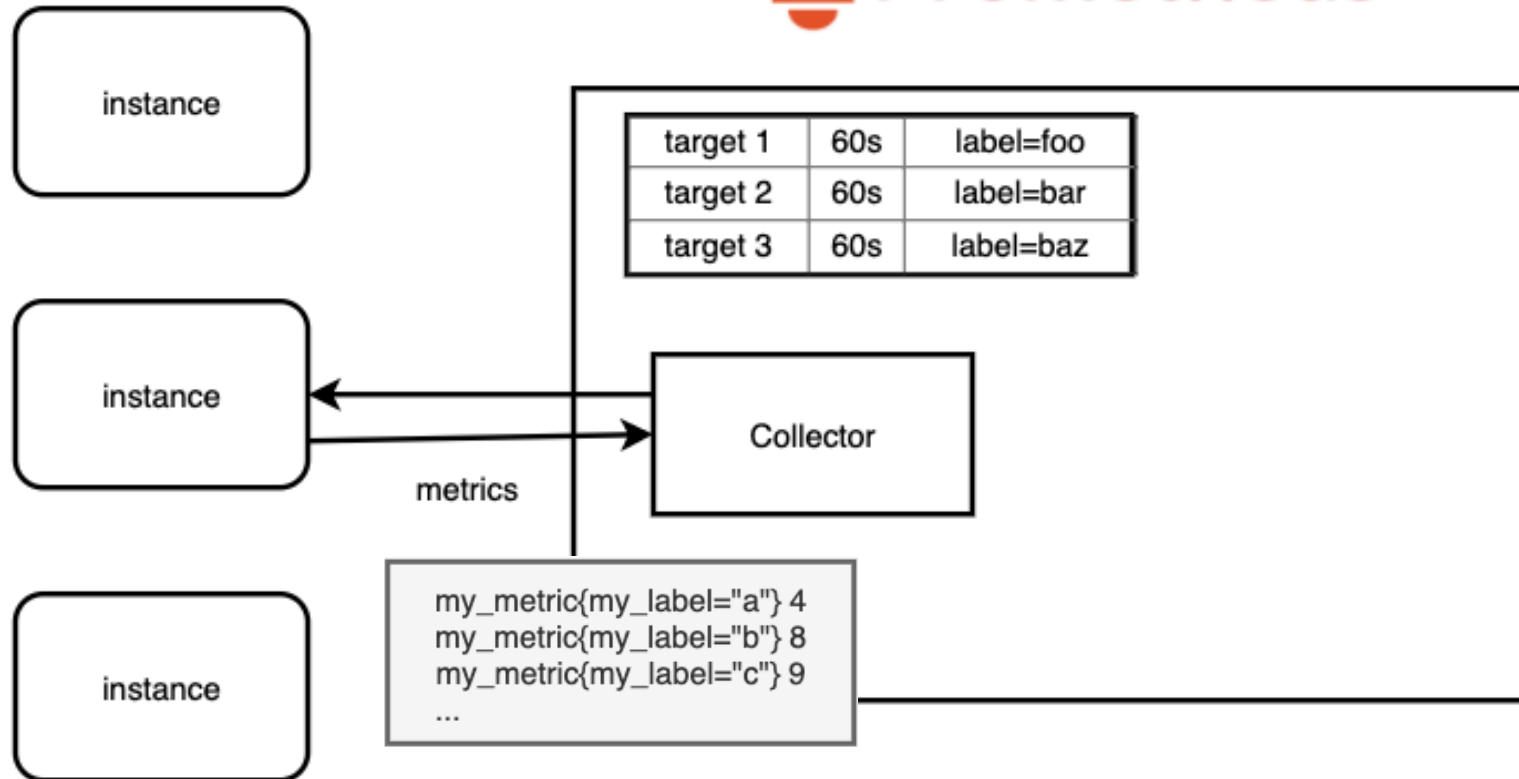 instance
target 1 60s label=foo
target 2 60s label=bar
target 3 60s label=baz
instance
Collector
metrics
my_metric{my_label="a"} 4
my_metric{my_label="b"} 8
my_metric{my_label="c"} 9
...
instance